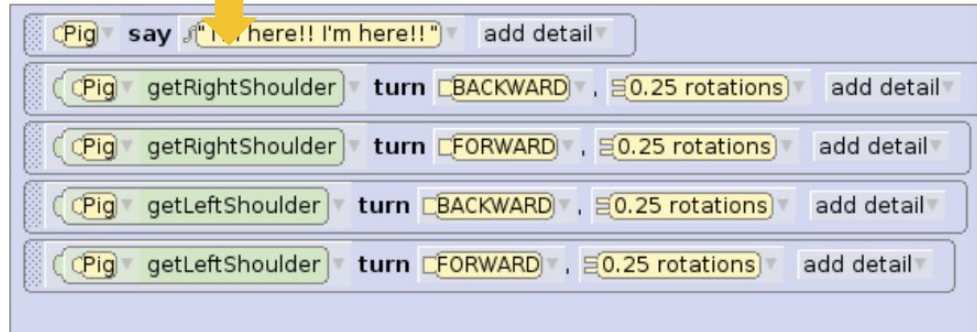 Pig say "I'm here!! I'm here!!" add detail
Pig getRightShoulder turn BACKWARD , 0.25 rotations add detail
Pig getRightShoulder turn FORWARD , 0.25 rotations add detail
Pig getLeftShoulder turn BACKWARD , 0.25 rotations add detail
Pig getLeftShoulder turn FORWARD , 0.25 rotations add detail